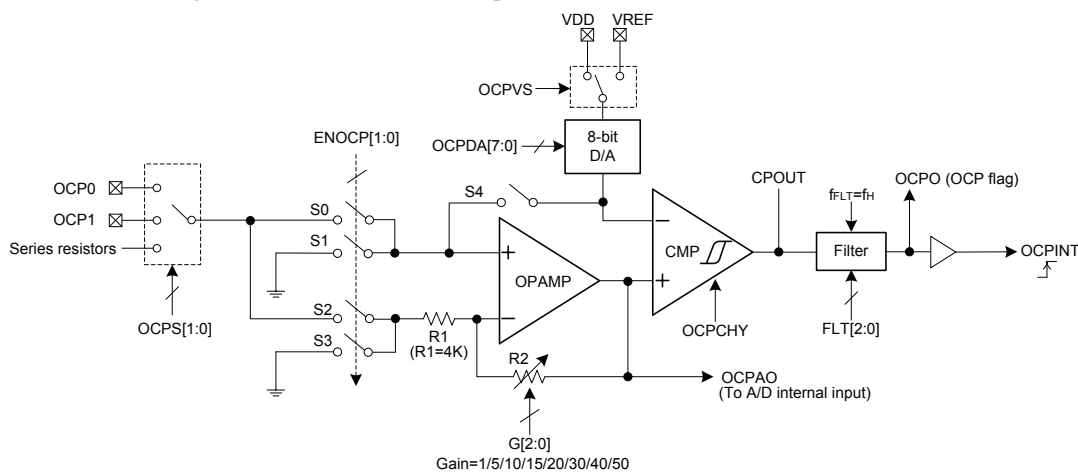 VDD VREF
OCPVS
ENOCP[1:0]
OCPDA[7:0]
8-bit
D/A
OCP0
OCP1
Series resistors
OCPS[1:0]
S0
S1
S2
S3
S4
R1
(R1=4K)
OPAMP
R2
G[2:0]
Gain=1/5/10/15/20/30/40/50
CMP
OCPCHY
CPOUT
fFLT=fH
Filter
FLT[2:0]
OCPO (OCP flag)
OCPINT
OCPAO
(To A/D internal input)